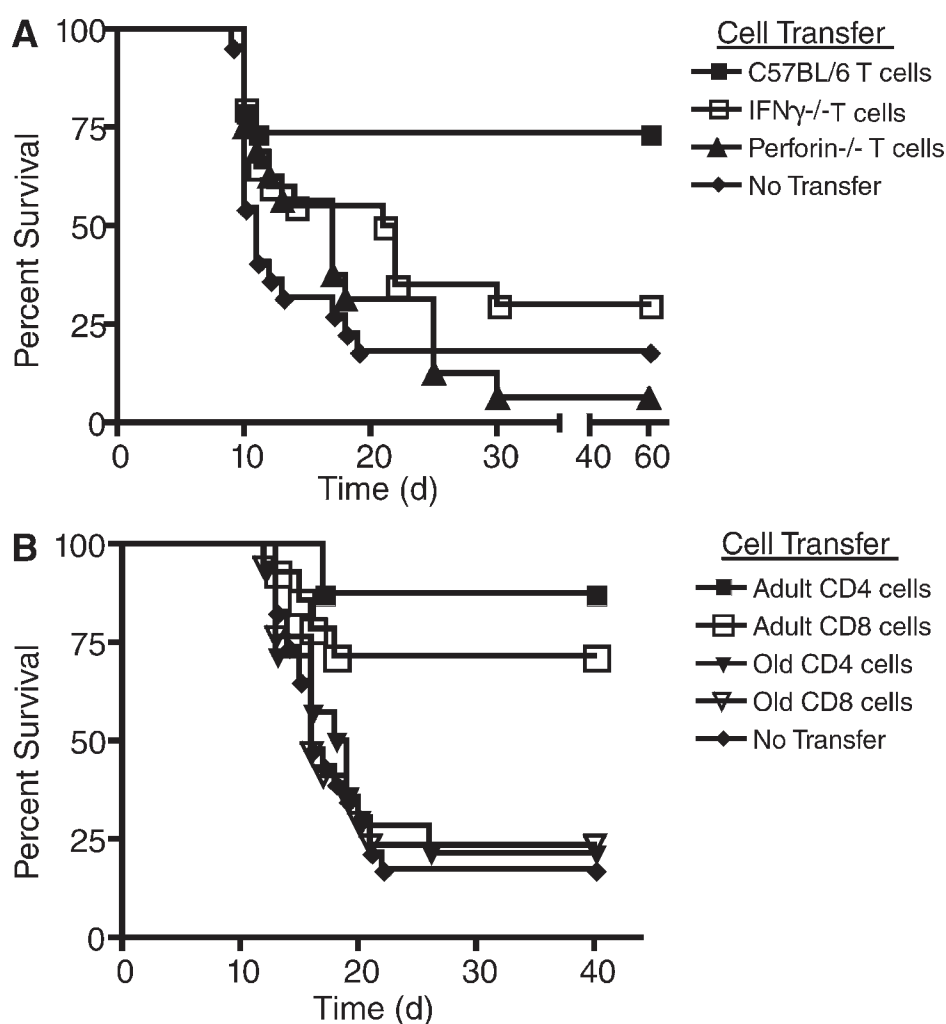 A
Percent Survival
100
75
50
25
0
0 10 20 30 40 60
Time (d)
Cell Transfer
C57BL/6 T cells
IFNγ-/-T cells
Perforin-/- T cells
No Transfer
B
Percent Survival
100
75
50
25
0
0 10 20 30 40
Time (d)
Cell Transfer
Adult CD4 cells
Adult CD8 cells
Old CD4 cells
Old CD8 cells
No Transfer